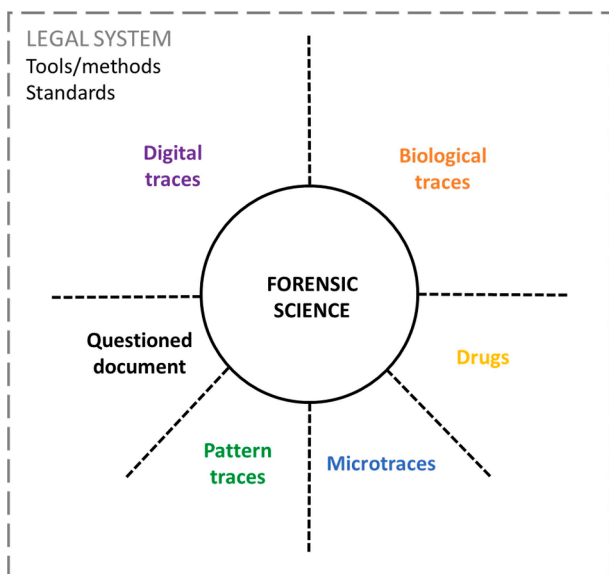 LEGAL SYSTEM
Tools/methods
Standards
Digital
traces
Biological
traces
FORENSIC
SCIENCE
Questioned
document
Drugs
Pattern
traces
Microtraces